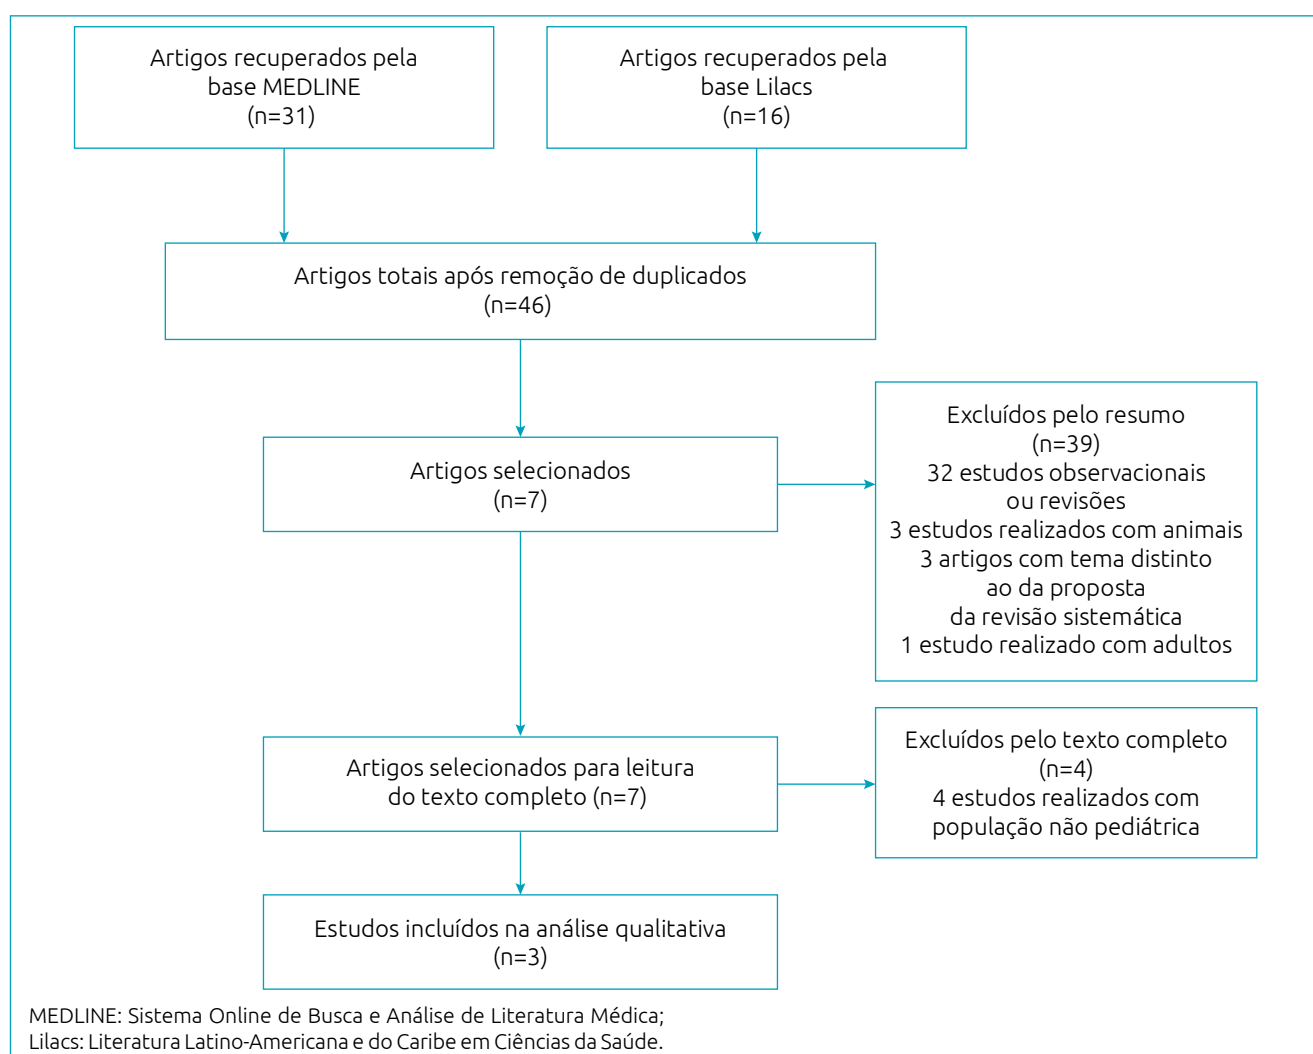 Artigos recuperados pela
base MEDLINE
(n=31)
Artigos recuperados pela
base Lilacs
(n=16)
Artigos totais após remoção de duplicados
(n=46)
Artigos selecionados
(n=7)
Excluídos pelo resumo
(n=39)
32 estudos observacionais
ou revisões
3 estudos realizados com animais
3 artigos com tema distinto
ao da proposta
da revisão sistemática
1 estudo realizado com adultos
Artigos selecionados para leitura
do texto completo (n=7)
Excluídos pelo texto completo
(n=4)
4 estudos realizados com
população não pediátrica
Estudos incluídos na análise qualitativa
(n=3)
MEDLINE: Sistema Online de Busca e Análise de Literatura Médica;
Lilacs: Literatura Latino-Americana e do Caribe em Ciências da Saúde.